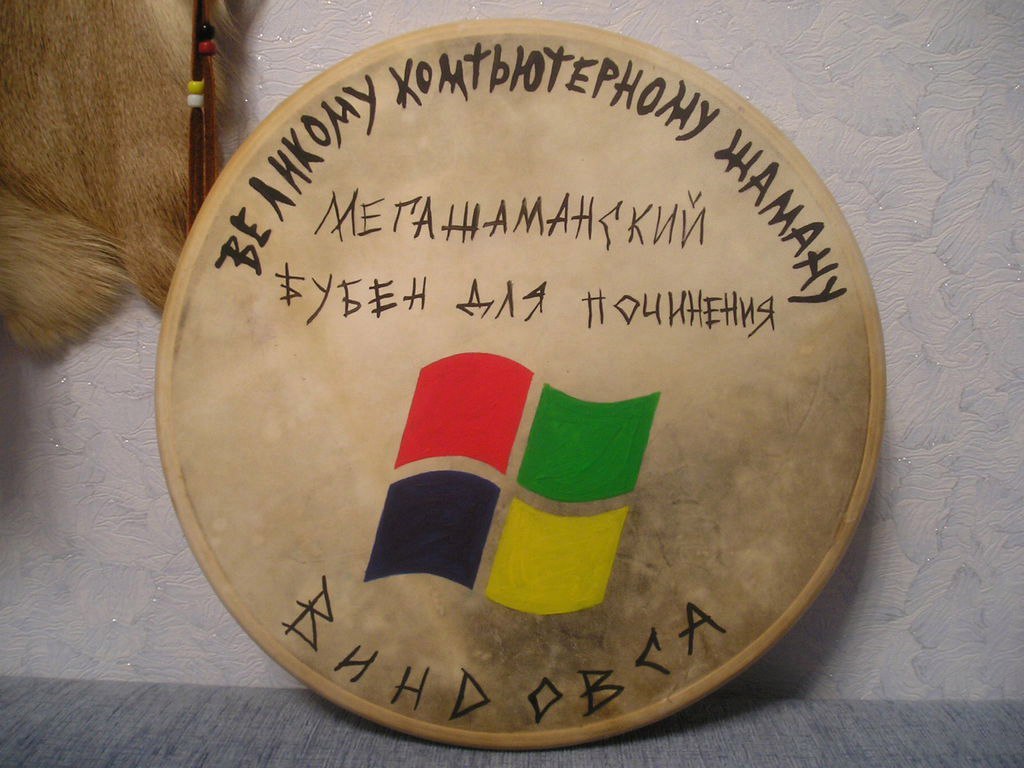 ВЕЛИКОМУ КОМПЬЮТЕРНОМУ ШАМАНУ
МЕГАШАМАНСКИЙ
БУБЕН ДЛЯ ПОЧИНЕНИЯ
ВИНДОВСА